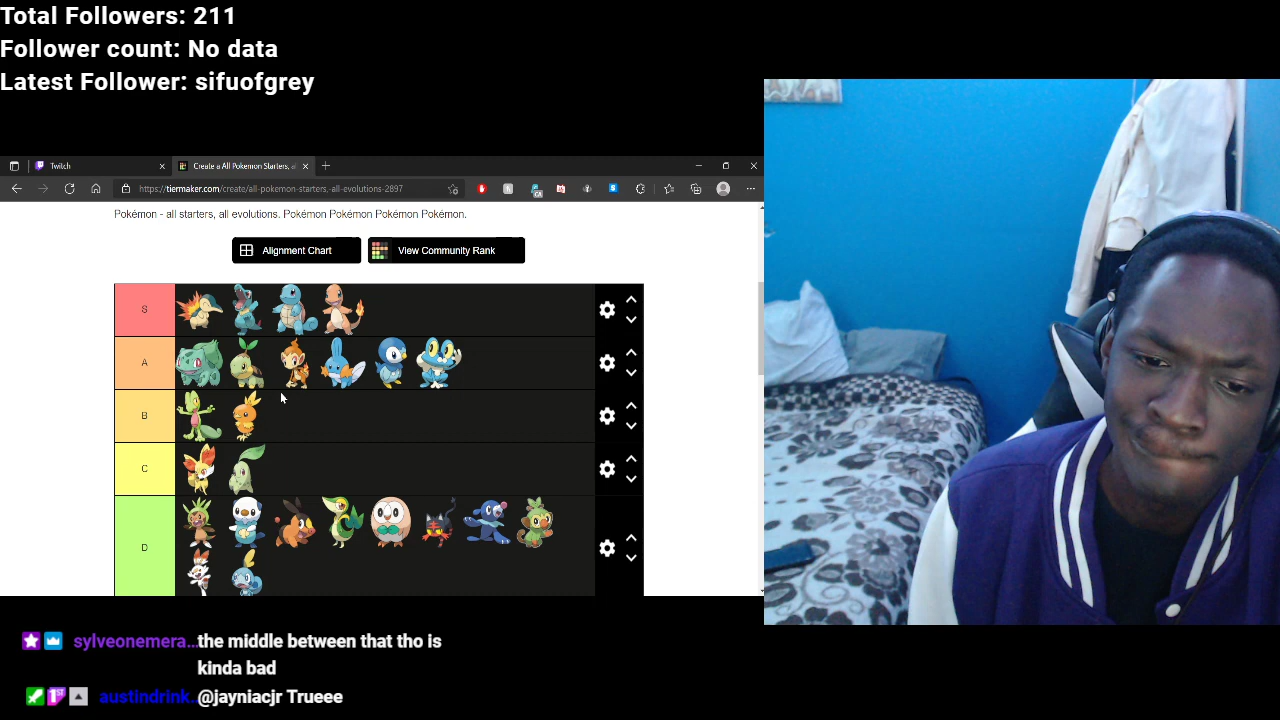 Total Followers: 211
Follower count: No data
Latest Follower: sifuofgrey
Twitch
Create a All Pokemon Starters, a
https://tiermaker.com/create/all-pokemon-starters,-all-evolutions-2897
Pokémon - all starters, all evolutions. Pokémon Pokémon Pokémon Pokémon.
Alignment Chart
View Community Rank
S
A
B
C
D
sylveonemera... the middle between that tho is
kinda bad
austindrink.. @jayniacjr Trueee